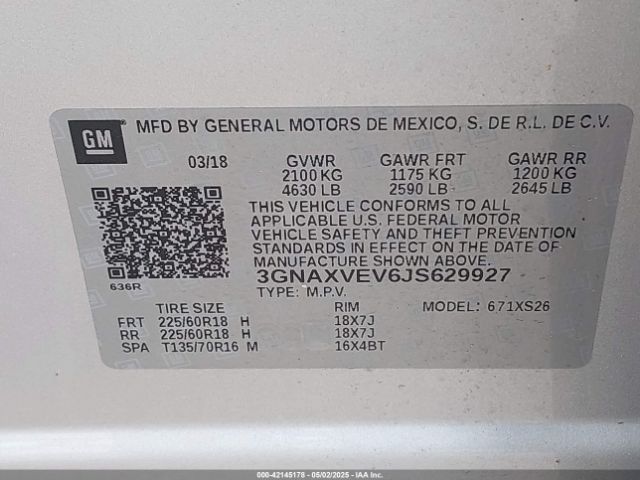 GM
MFD BY GENERAL MOTORS DE MEXICO, S. DE R.L. DE C.V.
03/18 GVWR GAWR FRT GAWR RR
2100 KG 1175 KG 1200 KG
4630 LB 2590 LB 2645 LB
THIS VEHICLE CONFORMS TO ALL
APPLICABLE U.S. FEDERAL MOTOR
VEHICLE SAFETY AND THEFT PREVENTION
STANDARDS IN EFFECT ON THE DATE OF
MANUFACTURE SHOWN ABOVE.
3GNAXVEV6JS629927
636R
TYPE: M.P.V.
TIRE SIZE RIM MODEL: 671XS26
FRT 225/60R18 H 18X7J
RR 225/60R18 H 18X7J
SPA T135/70R16 M 16X4BT
000-42145178 - 05/02/2025 - IAAI.COM